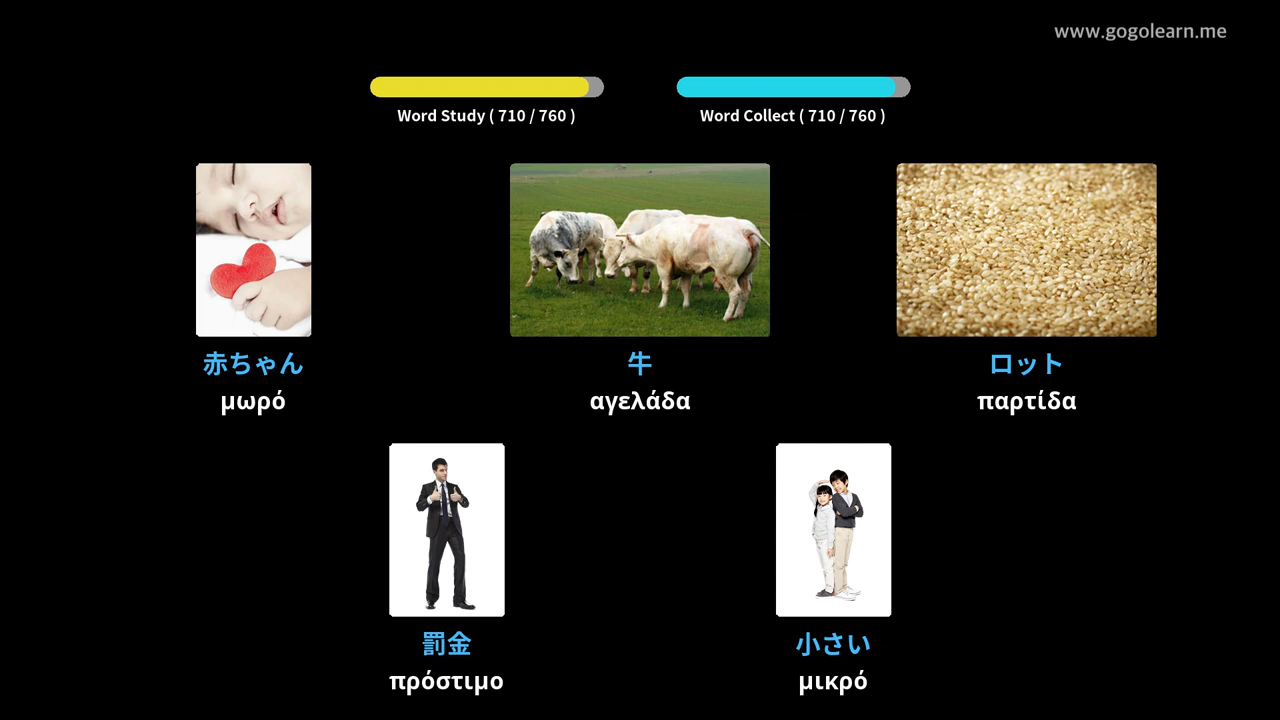 www.gogolearn.me
Word Study ( 710 / 760 )
Word Collect ( 710 / 760 )
赤ちゃん
μωρό
牛
αγελάδα
ロット
παρτίδα
罰金
πρόστιμο
小さい
μικρό